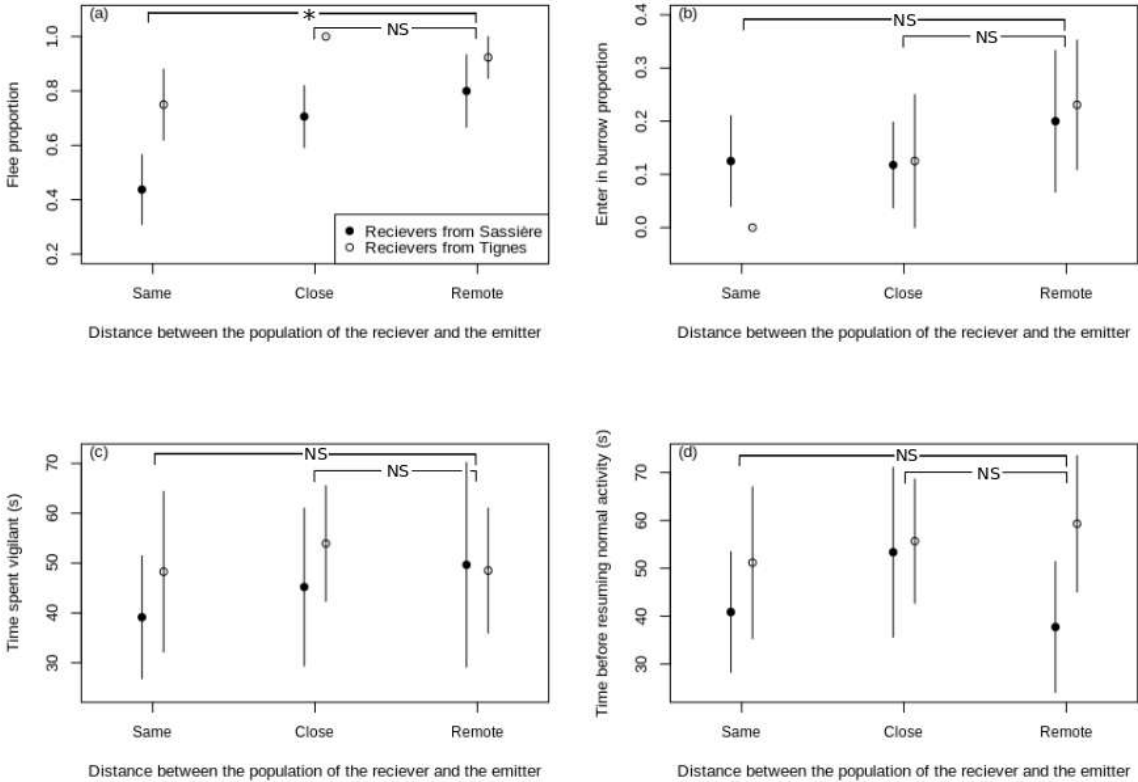 (a)
*
NS
1.0
0.8
0.6
0.4
0.2
Flee proportion
● Recievers from Sassière
○ Recievers from Tignes
Same Close Remote
Distance between the population of the reciever and the emitter
(b)
NS
NS
0.4
0.3
0.2
0.1
0.0
Enter in burrow proportion
Same Close Remote
Distance between the population of the reciever and the emitter
(c)
NS
NS
70
60
50
40
30
Time spent vigilant (s)
Same Close Remote
Distance between the population of the reciever and the emitter
(d)
NS
NS
70
60
50
40
30
Time before resuming normal activity (s)
Same Close Remote
Distance between the population of the reciever and the emitter